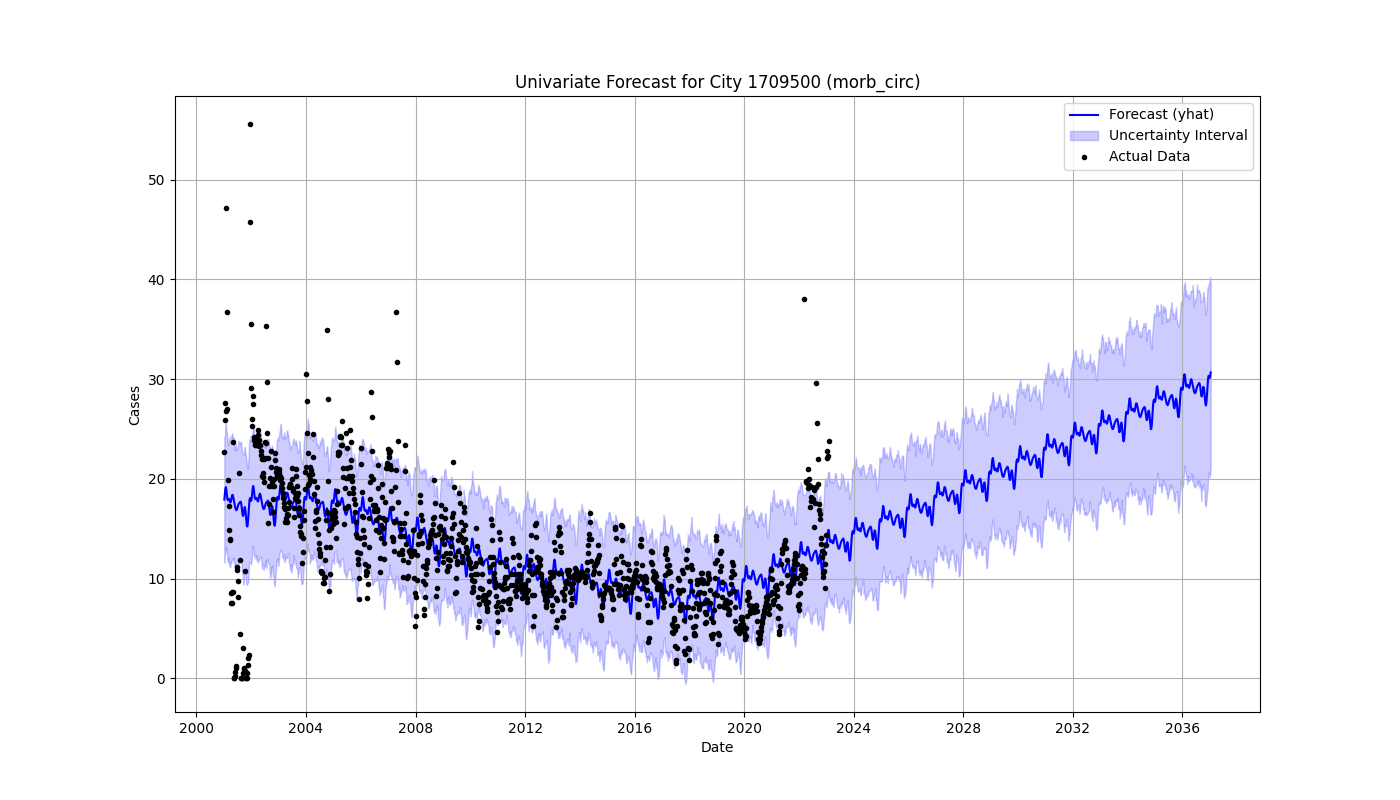 Univariate Forecast for City 1709500 (morb_circ)
Forecast (yhat)
Uncertainty Interval
Actual Data
Cases
50
40
30
20
10
0
2000 2004 2008 2012 2016 2020 2024 2028 2032 2036
Date